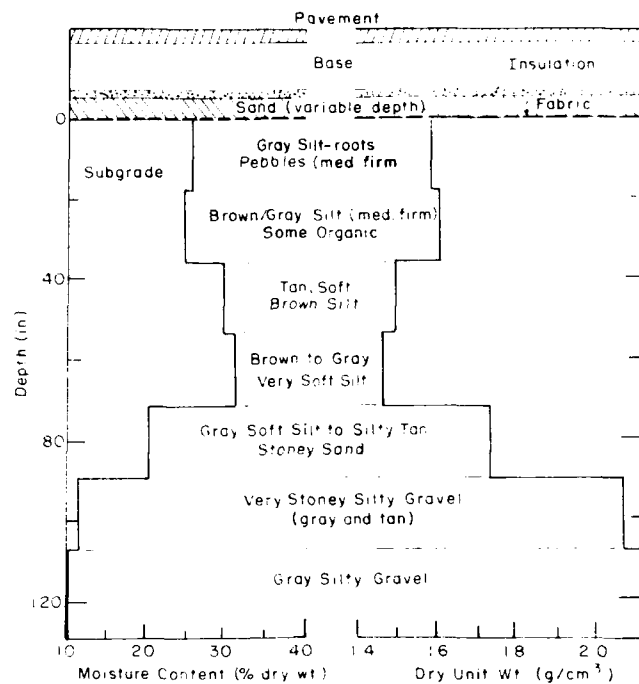 Pavement
Base
Insulation
Sand (variable depth)
Fabric
0
Gray Silt-roots
Pebbles (med. firm
Subgrade
Brown/Gray Silt (med. firm)
Some Organic
40
Tan, Soft
Brown Silt
Depth (in)
Brown to Gray
Very Soft Silt
80
Gray Soft Silt to Silty Tan
Stoney Sand
Very Stoney Silty Gravel
(gray and tan)
Gray Silty Gravel
120
10 20 30 40 1.4 1.6 1.8 2.0
Moisture Content (% dry wt.) Dry Unit Wt. (g/cm³)